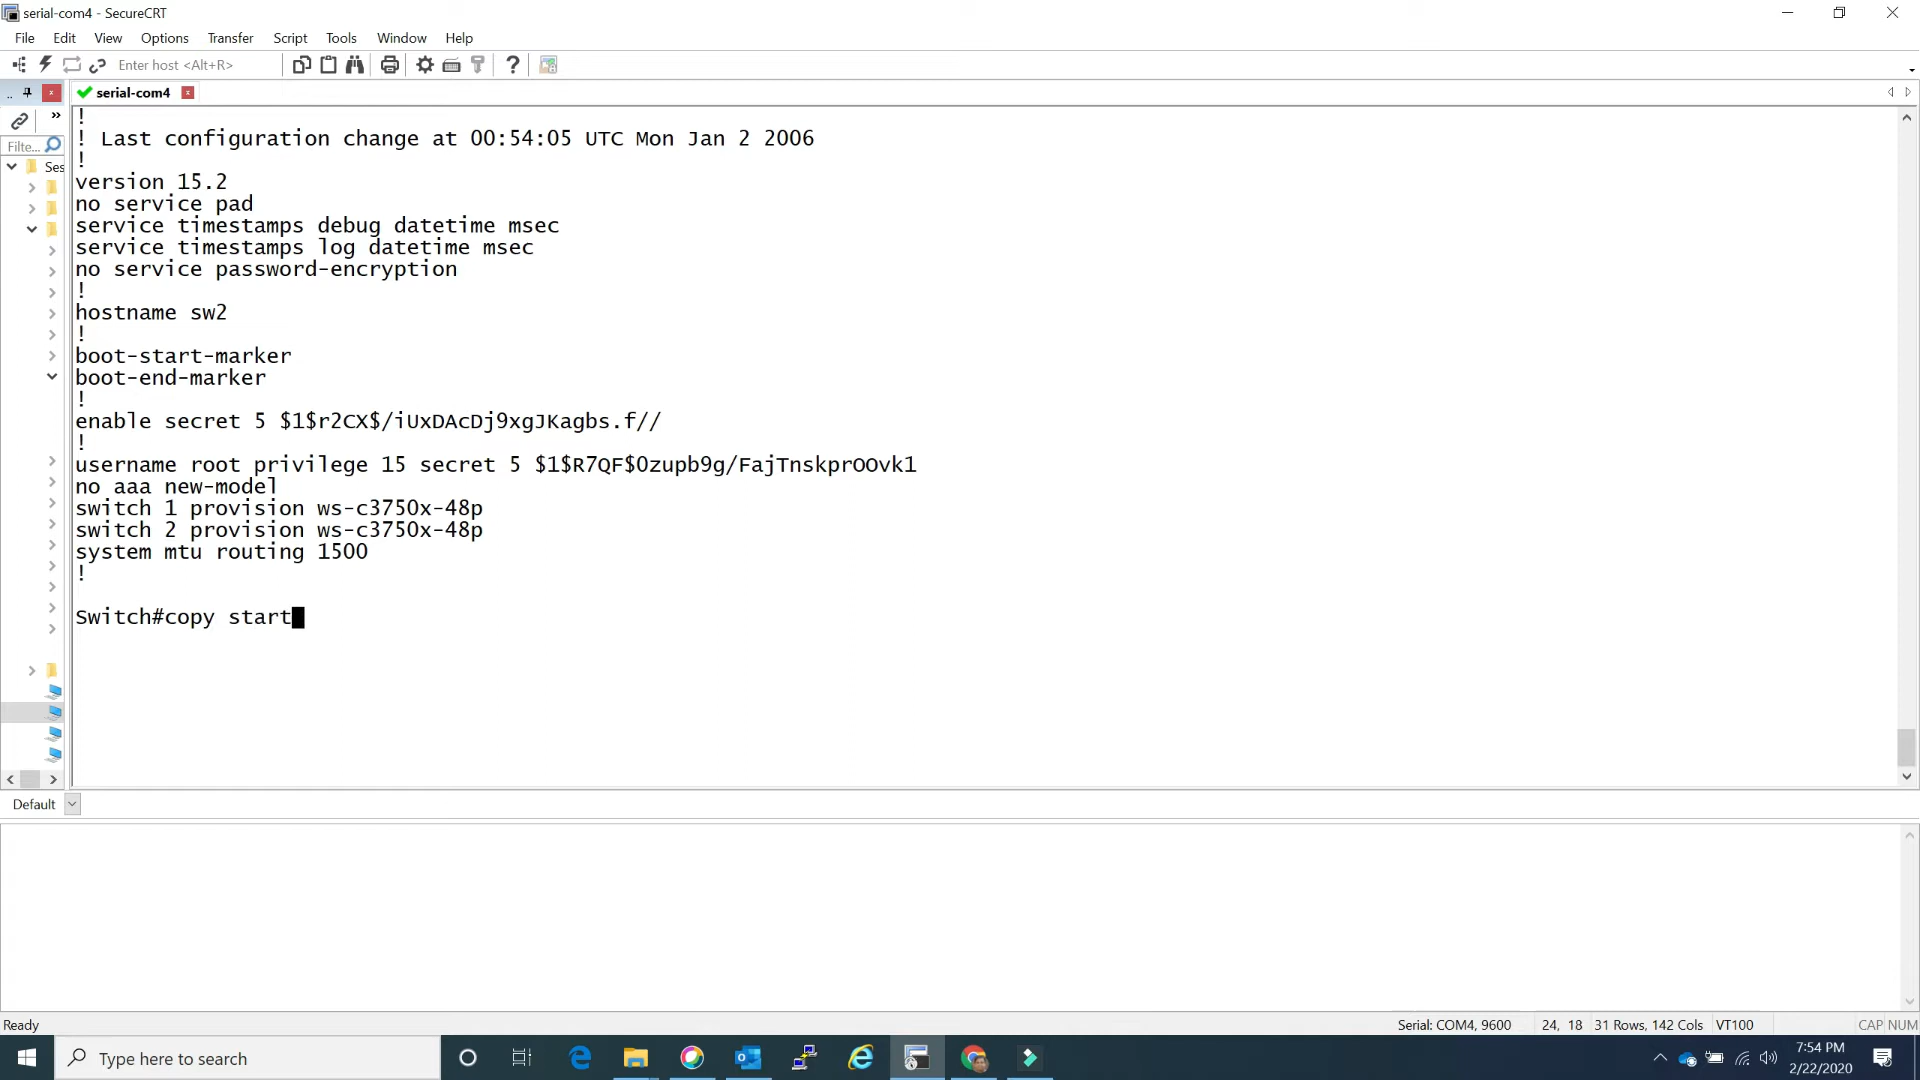 serial-com4 - SecureCRT
File Edit View Options Transfer Script Tools Window Help
Enter host <Alt+R>
serial-com4
Filte...
Ses
!
! Last configuration change at 00:54:05 UTC Mon Jan 2 2006
!
version 15.2
no service pad
service timestamps debug datetime msec
service timestamps log datetime msec
no service password-encryption
!
hostname sw2
!
boot-start-marker
boot-end-marker
!
enable secret 5 $1$r2CX$/iUxDAcDj9xgJKagbs.f//
!
username root privilege 15 secret 5 $1$R7QF$0zupb9g/FajTnskprOOvk1
no aaa new-model
switch 1 provision ws-c3750x-48p
switch 2 provision ws-c3750x-48p
system mtu routing 1500
!
Switch#copy start
Default
Ready
Serial: COM4, 9600 24, 18 31 Rows, 142 Cols VT100 CAP NUM
Type here to search
7:54 PM
2/22/2020